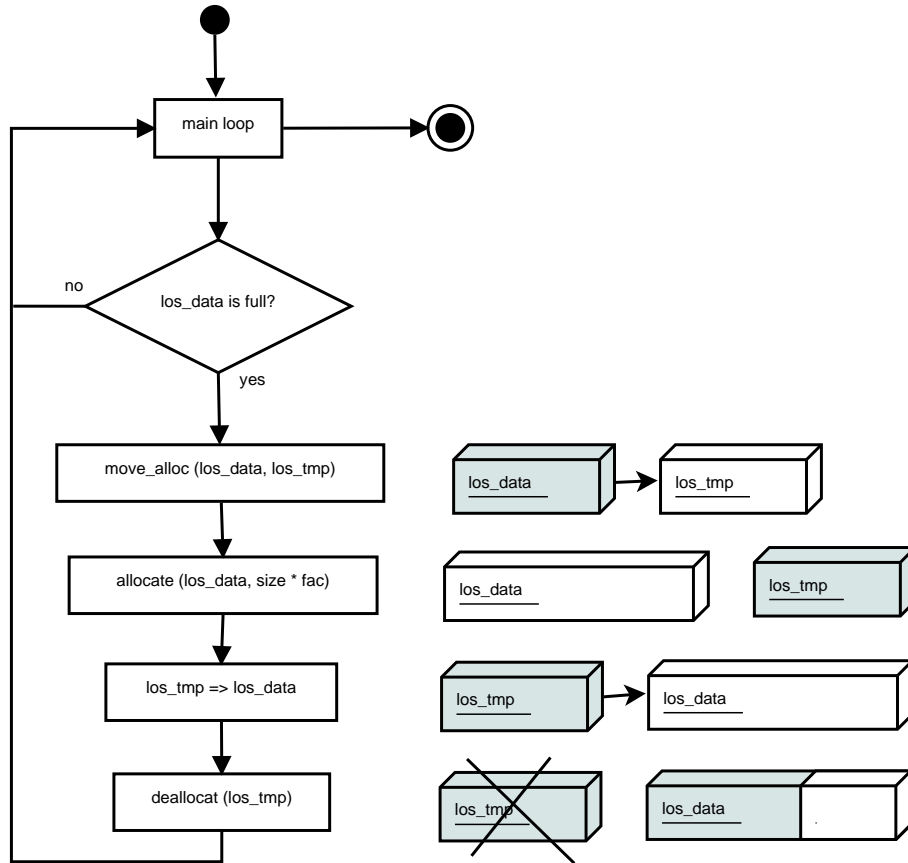 main loop
no
los_data is full?
yes
move_alloc (los_data, los_tmp)
los_data
los_tmp
allocate (los_data, size * fac)
los_data
los_tmp
los_tmp => los_data
los_tmp
los_data
deallocat (los_tmp)
los_tmp
los_data
.